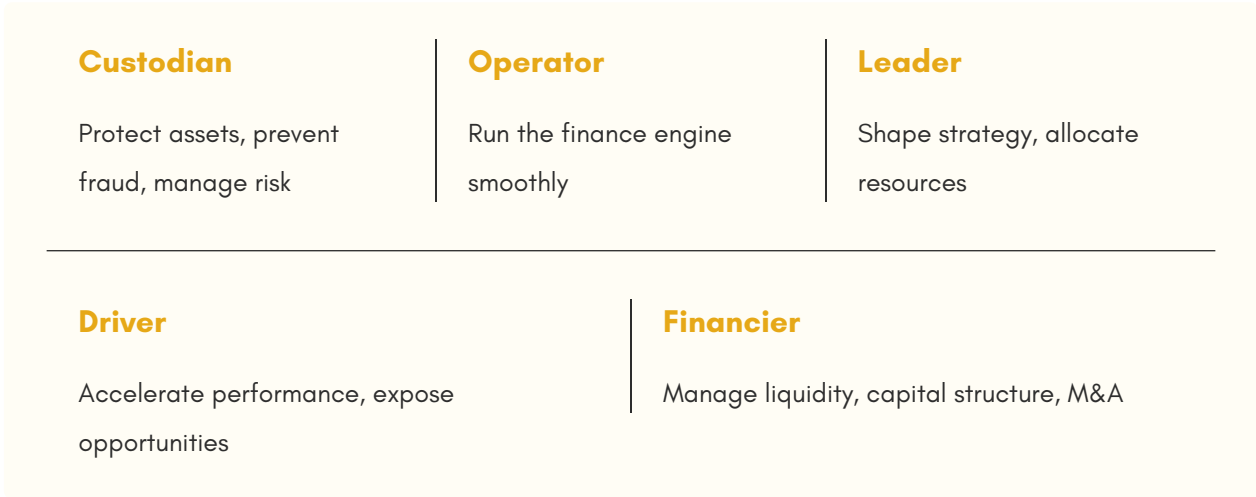 Custodian
Protect assets, prevent
fraud, manage risk
Operator
Run the finance engine
smoothly
Leader
Shape strategy, allocate
resources
Driver
Accelerate performance, expose
opportunities
Financier
Manage liquidity, capital structure, M&A